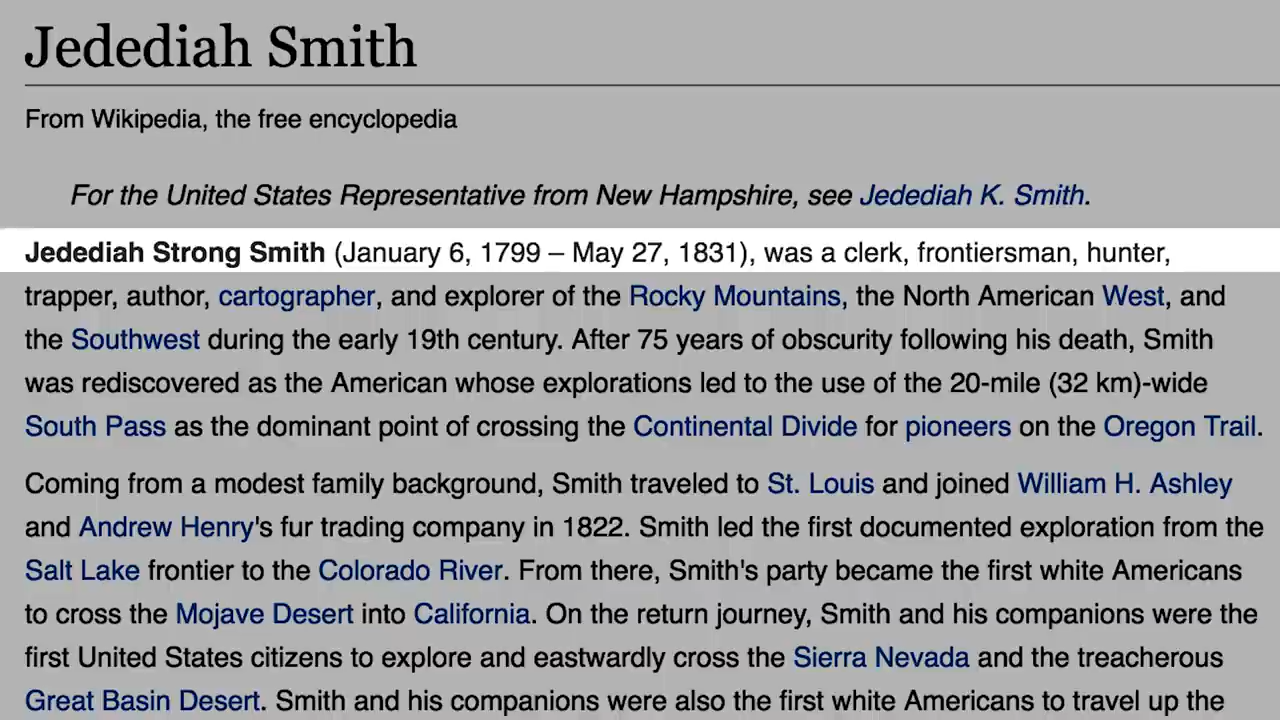 Jedediah Smith
From Wikipedia, the free encyclopedia
For the United States Representative from New Hampshire, see Jedediah K. Smith.
Jedediah Strong Smith (January 6, 1799 – May 27, 1831), was a clerk, frontiersman, hunter,
trapper, author, cartographer, and explorer of the Rocky Mountains, the North American West, and
the Southwest during the early 19th century. After 75 years of obscurity following his death, Smith
was rediscovered as the American whose explorations led to the use of the 20-mile (32 km)-wide
South Pass as the dominant point of crossing the Continental Divide for pioneers on the Oregon Trail.
Coming from a modest family background, Smith traveled to St. Louis and joined William H. Ashley
and Andrew Henry's fur trading company in 1822. Smith led the first documented exploration from the
Salt Lake frontier to the Colorado River. From there, Smith's party became the first white Americans
to cross the Mojave Desert into California. On the return journey, Smith and his companions were the
first United States citizens to explore and eastwardly cross the Sierra Nevada and the treacherous
Great Basin Desert. Smith and his companions were also the first white Americans to travel up the